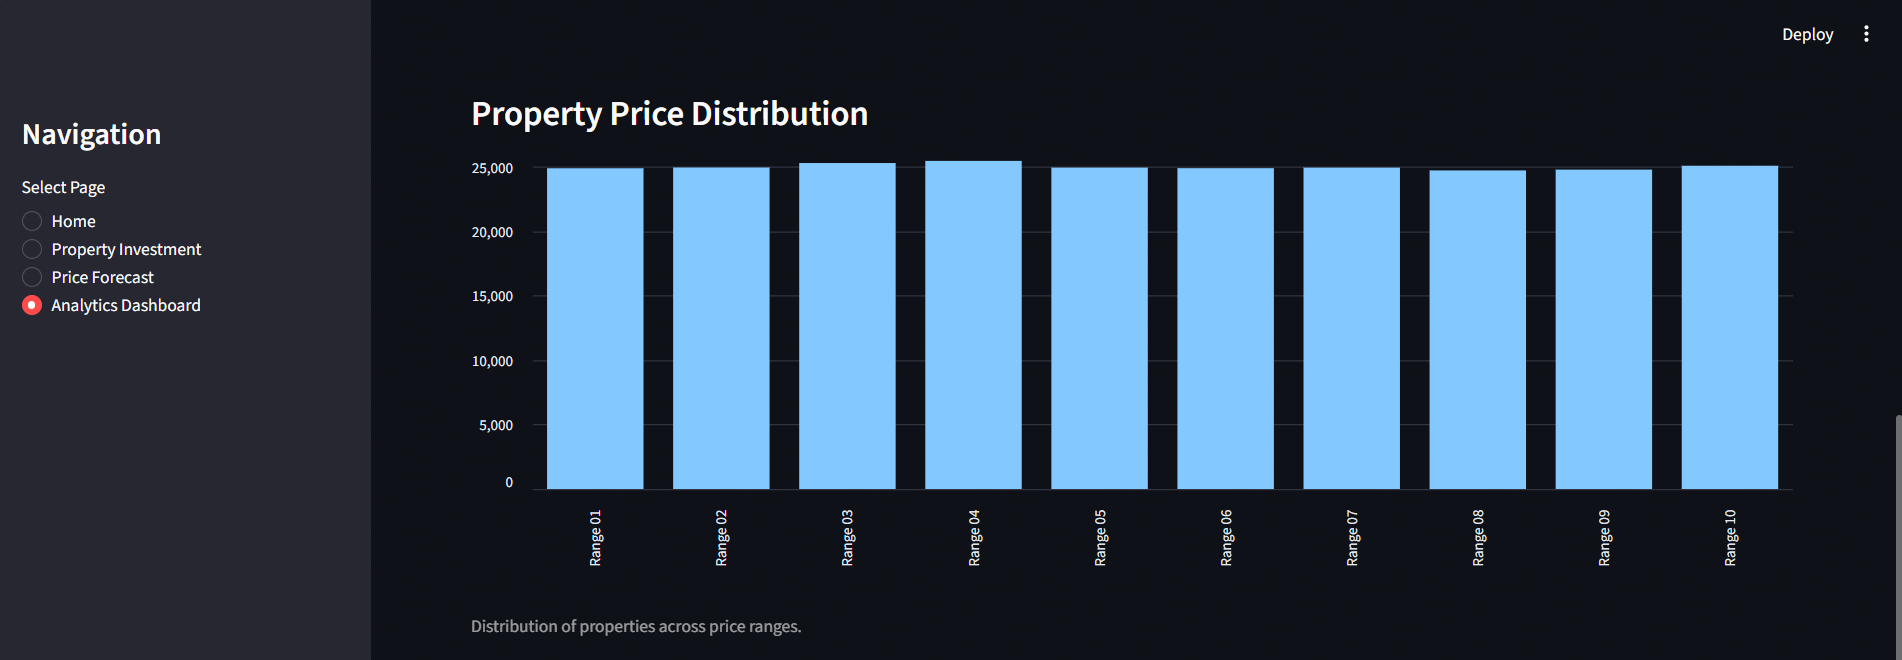 Deploy
Navigation
Select Page
Home
Property Investment
Price Forecast
Analytics Dashboard
Property Price Distribution
25,000
20,000
15,000
10,000
5,000
0
Range 01
Range 02
Range 03
Range 04
Range 05
Range 06
Range 07
Range 08
Range 09
Range 10
Distribution of properties across price ranges.